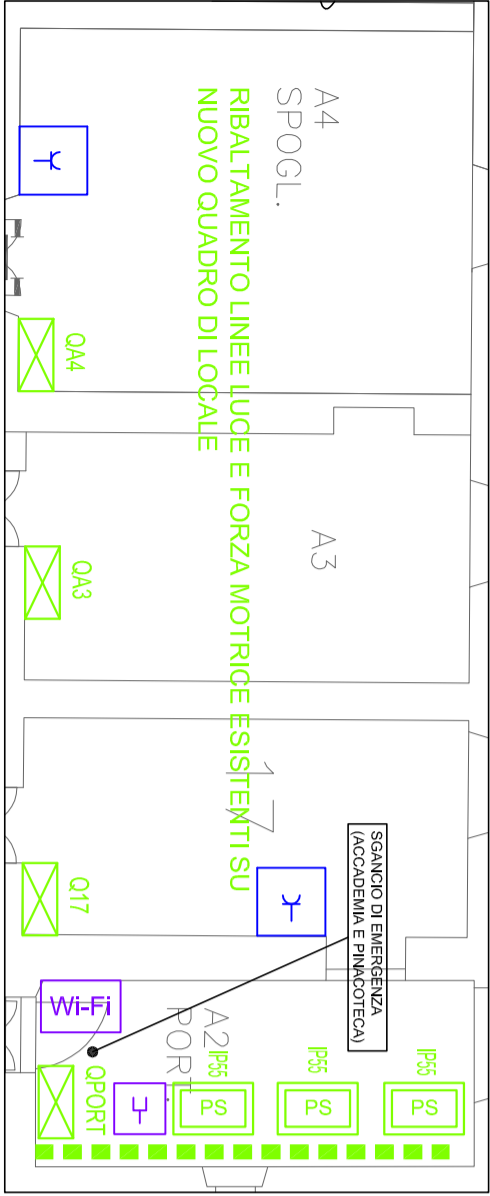 A4
SPOGL.
RIBALTAMENTO LINEE LUCE E FORZA MOTRICE ESISTENTI SU
NUOVO QUADRO DI LOCALE
QA4
A3
QA3
17
Q17
SGANCIO DI EMERGENZA
(ACCADEMIA E PINACOTECA)
Wi-Fi
A2
PORT.
QPORT
IP55
PS
IP55
PS
IP55
PS